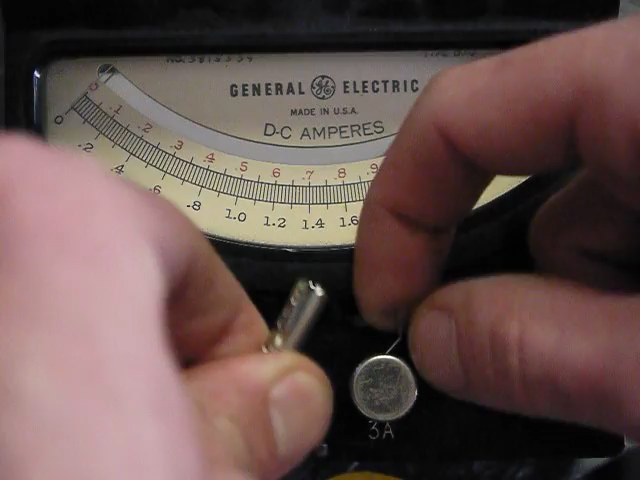 GENERAL GE ELECTRIC
MADE IN U.S.A.
D-C AMPERES
0 .1 .2 .3 .4 .5 .6 .7 .8 .9
0 .2 .4 .6 .8 1.0 1.2 1.4 1.6
3A